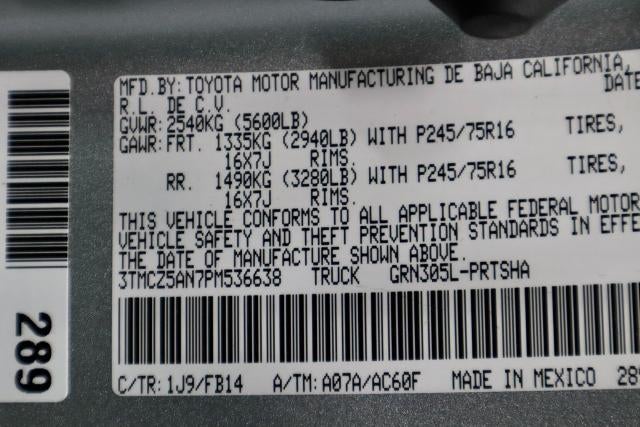 MFD.BY: TOYOTA MOTOR MANUFACTURING DE BAJA CALIFORNIA,
R.L. DE C.V. DATE
GVWR: 2540KG (5600LB)
GAWR: FRT. 1335KG (2940LB) WITH P245/75R16 TIRES,
16X7J RIMS.
RR. 1490KG (3280LB) WITH P245/75R16 TIRES,
16X7J RIMS.
THIS VEHICLE CONFORMS TO ALL APPLICABLE FEDERAL MOTOR
VEHICLE SAFETY AND THEFT PREVENTION STANDARDS IN EFFE
THE DATE OF MANUFACTURE SHOWN ABOVE.
3TMCZ5AN7PM536638 TRUCK GRN305L-PRTSHA
C/TR: 1J9/FB14 A/TM: A07A/AC60F MADE IN MEXICO 289
289